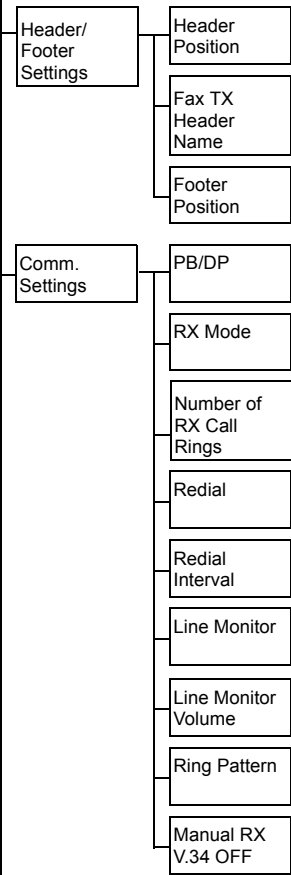 Header/
Footer
Settings
Header
Position
Fax TX
Header
Name
Footer
Position
Comm.
Settings
PB/DP
RX Mode
Number of
RX Call
Rings
Redial
Redial
Interval
Line Monitor
Line Monitor
Volume
Ring Pattern
Manual RX
V.34 OFF